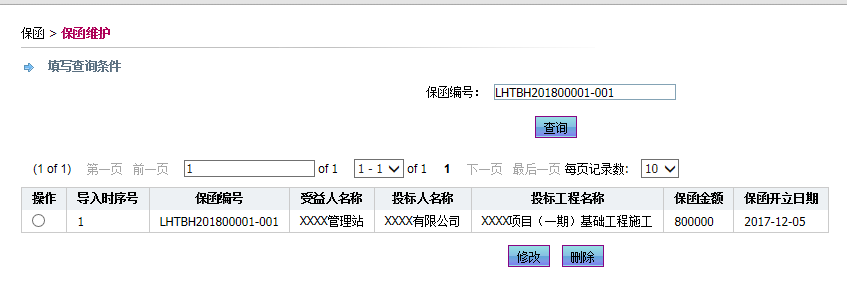 保函 > 保函维护
填写查询条件
保函编号： LHTBH201800001-001
查询
(1 of 1) 第一页 前一页 1 of 1 1 - 1 of 1 1 下一页 最后一页 每页记录数: 10
操作 导入时序号 保函编号 受益人名称 投标人名称 投标工程名称 保函金额 保函开立日期
1 LHTBH201800001-001 XXXX管理站 XXXX有限公司 XXXX项目（一期）基础工程施工 800000 2017-12-05
修改 删除